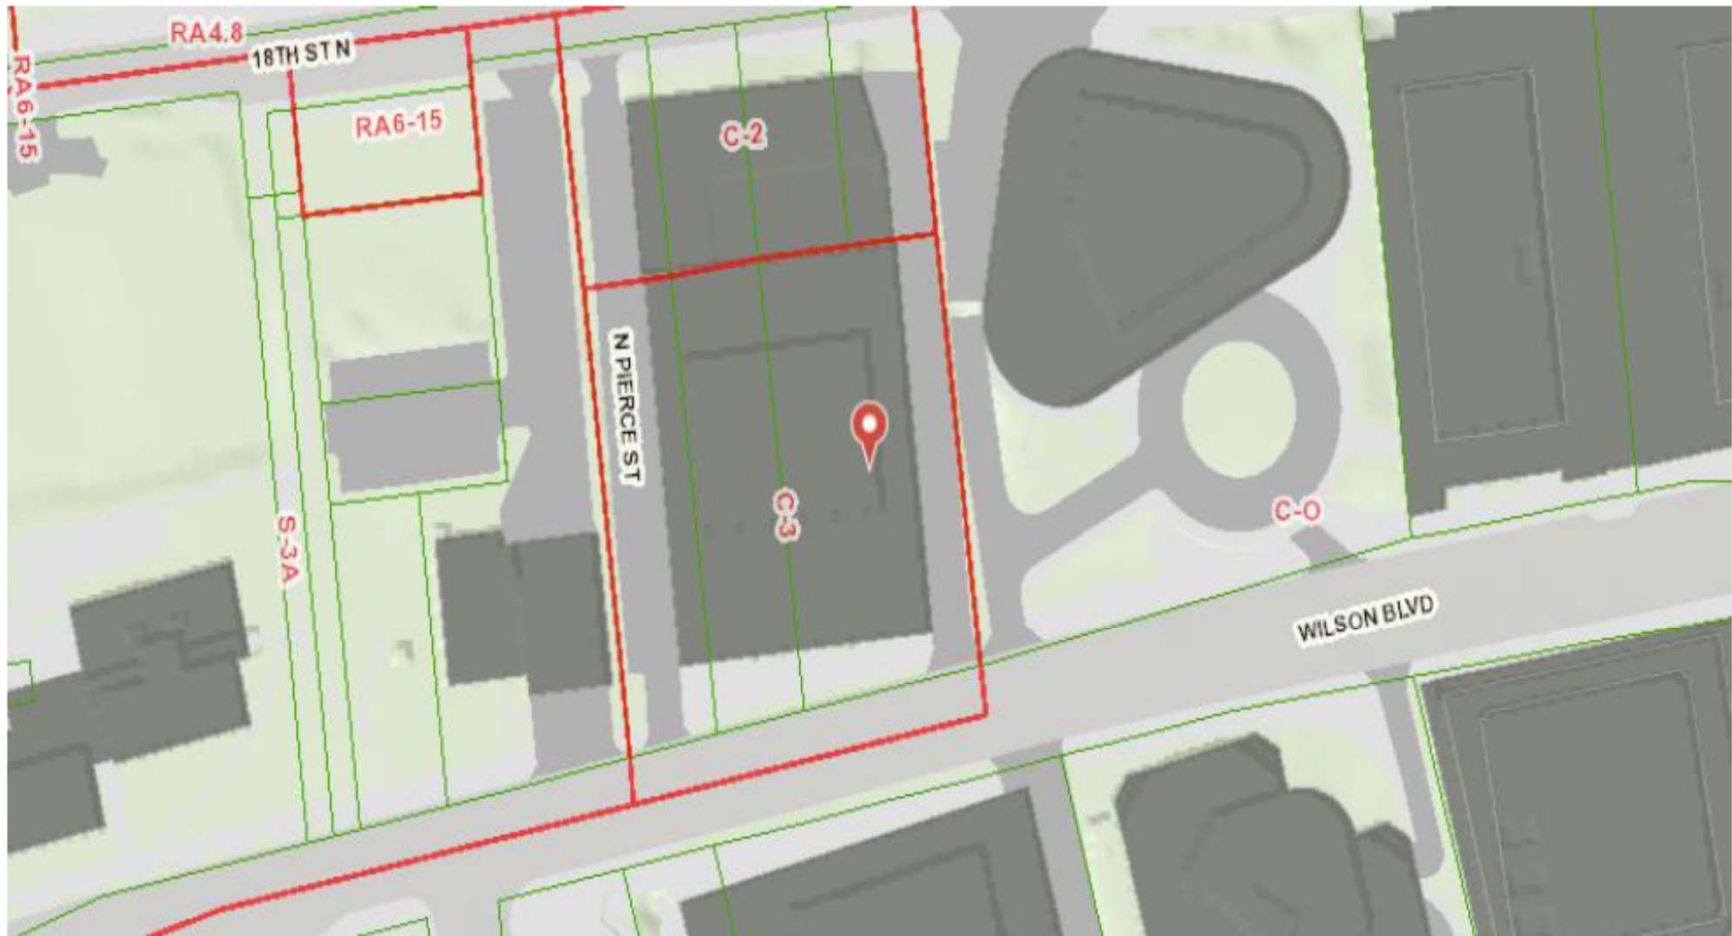 RA4.8
18TH ST N
RA6-15
RA6-15
C-2
N PIERCE ST
C-3
S-3A
C-O
WILSON BLVD